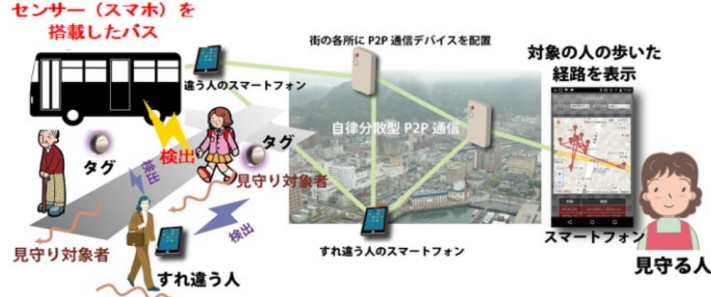 センサー（スマホ）を
搭載したバス
違う人のスマートフォン
街の各所にP2P通信デバイスを配置
対象の人の歩いた
経路を表示
自律分散型P2P通信
タグ
検出
タグ
検出
見守り対象者
検出
見守り対象者
すれ違う人
すれ違う人のスマートフォン
スマートフォン
見守る人